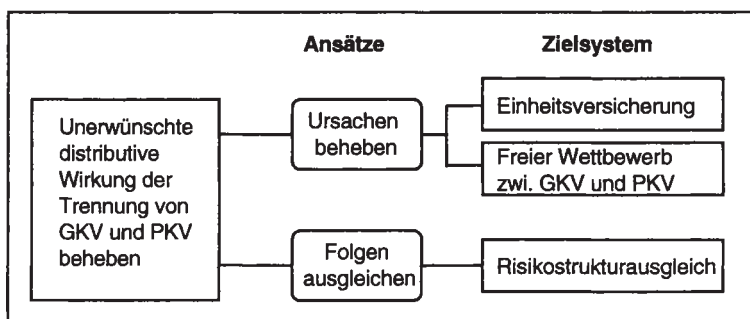 Ansätze
Zielsystem
Unerwünschte
distributive
Wirkung der
Trennung von
GKV und PKV
beheben
Ursachen
beheben
Folgen
ausgleichen
Einheitsversicherung
Freier Wettbewerb
zwi. GKV und PKV
Risikostrukturausgleich